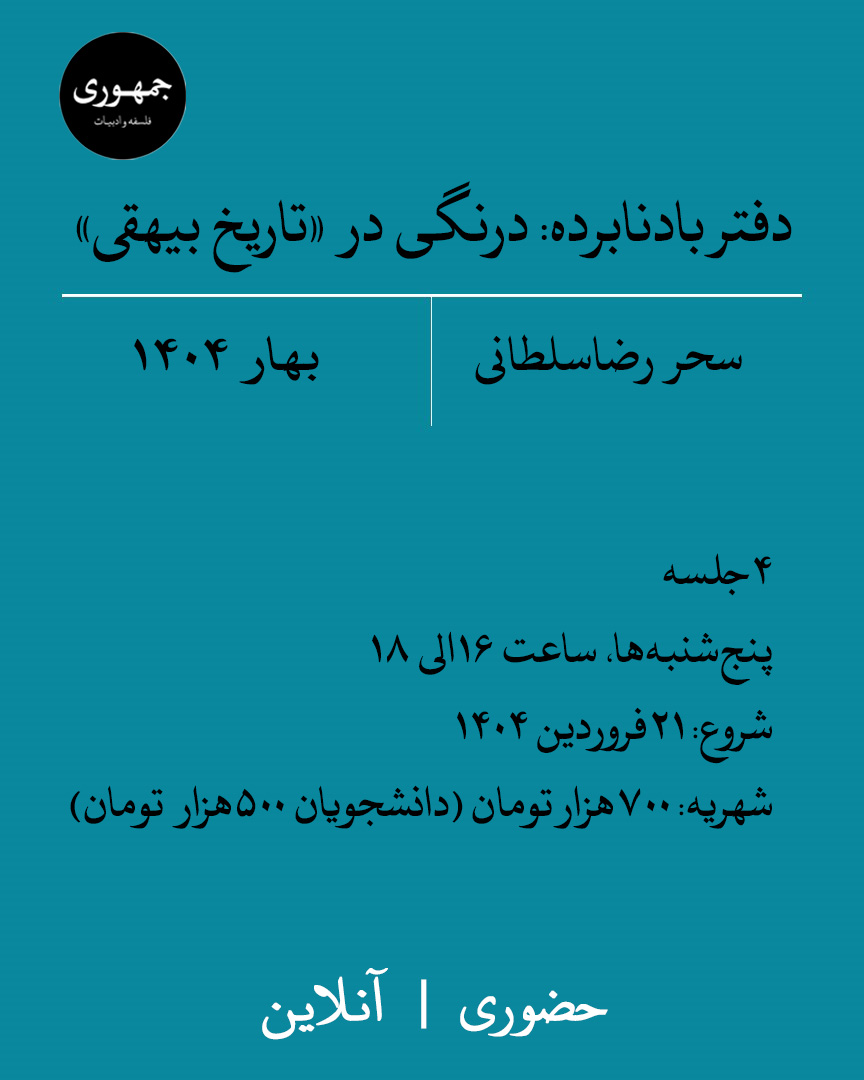 جمهوری
فلسفه و ادبیات
دفتر بادنابرده: درنگی در «تاریخ بیهقی»
سحر رضاسلطانی
بهار ۱۴۰۴
۴ جلسه
پنج‌شنبه‌ها، ساعت ۱۶ الی ۱۸
شروع: ۲۱ فروردین ۱۴۰۴
شهریه: ۷۰۰ هزار تومان (دانشجویان ۵۰۰ هزار تومان)
حضوری | آنلاین